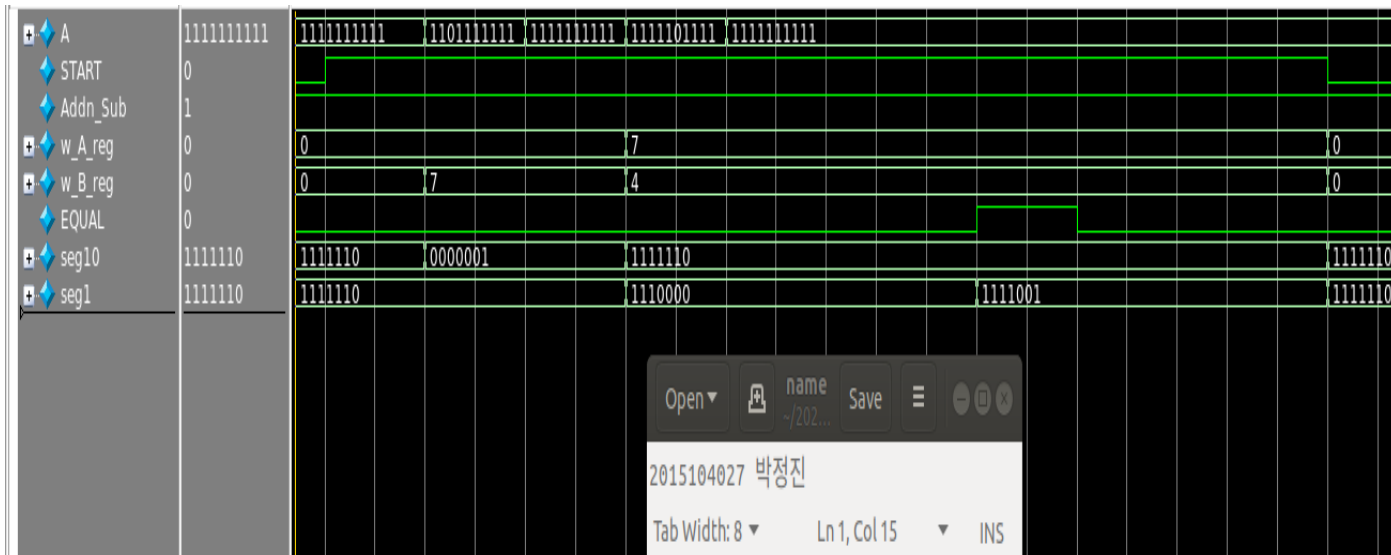 A 1111111111 1111111111 1101111111 1111111111 1111101111 1111111111
START 0
Addn_Sub 1
w_A_reg 0 0 7 0
w_B_reg 0 0 7 4 0
EQUAL 0
seg10 1111110 1111110 0000001 1111110 1111110
seg1 1111110 1111110 1110000 1111001 1111110
Open name Save
~/202...
2015104027 박정진
Tab Width: 8 Ln 1, Col 15 INS